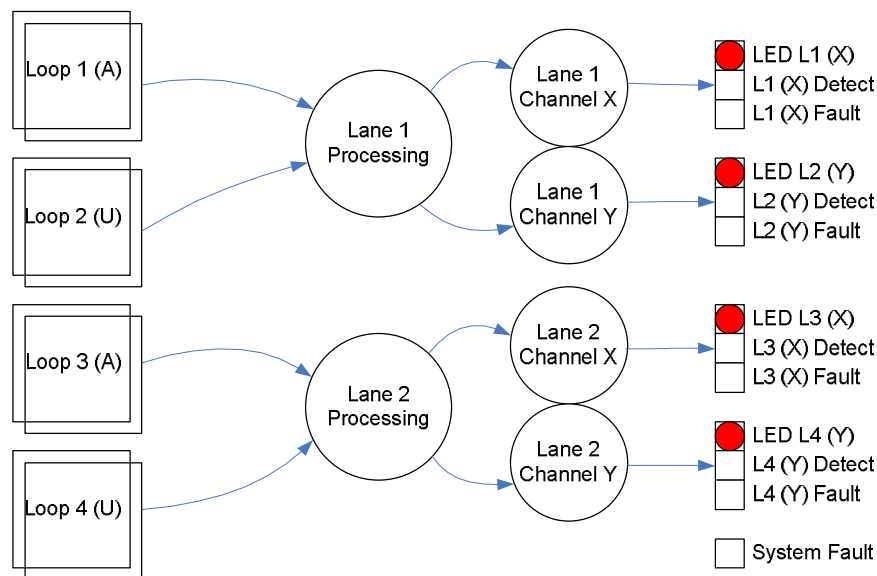 Loop 1 (A)
Loop 2 (U)
Loop 3 (A)
Loop 4 (U)
Lane 1
Processing
Lane 2
Processing
Lane 1
Channel X
Lane 1
Channel Y
Lane 2
Channel X
Lane 2
Channel Y
LED L1 (X)
L1 (X) Detect
L1 (X) Fault
LED L2 (Y)
L2 (Y) Detect
L2 (Y) Fault
LED L3 (X)
L3 (X) Detect
L3 (X) Fault
LED L4 (Y)
L4 (Y) Detect
L4 (Y) Fault
System Fault